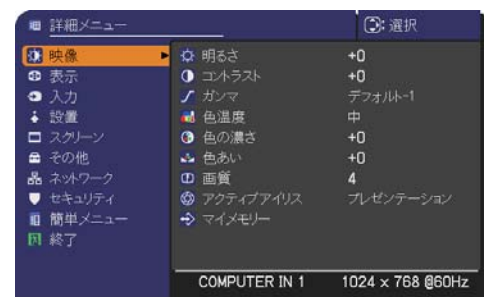 詳細メニュー
:選択
映像
表示
入力
設置
スクリーン
その他
ネットワーク
セキュリティ
簡単メニュー
終了
明るさ +0
コントラスト +0
ガンマ デフォルト-1
色温度 中
色の濃さ +0
色あい +0
画質 4
アクティブアイリス プレゼンテーション
マイメモリー
COMPUTER IN 1 1024 × 768 @60Hz